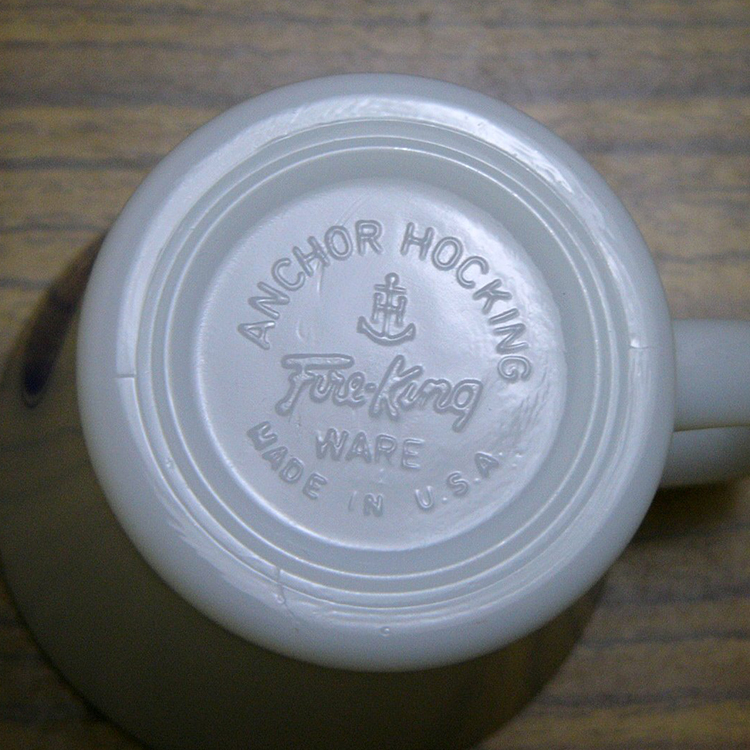 ANCHOR HOCKING
Fire-King
WARE
MADE IN U.S.A.